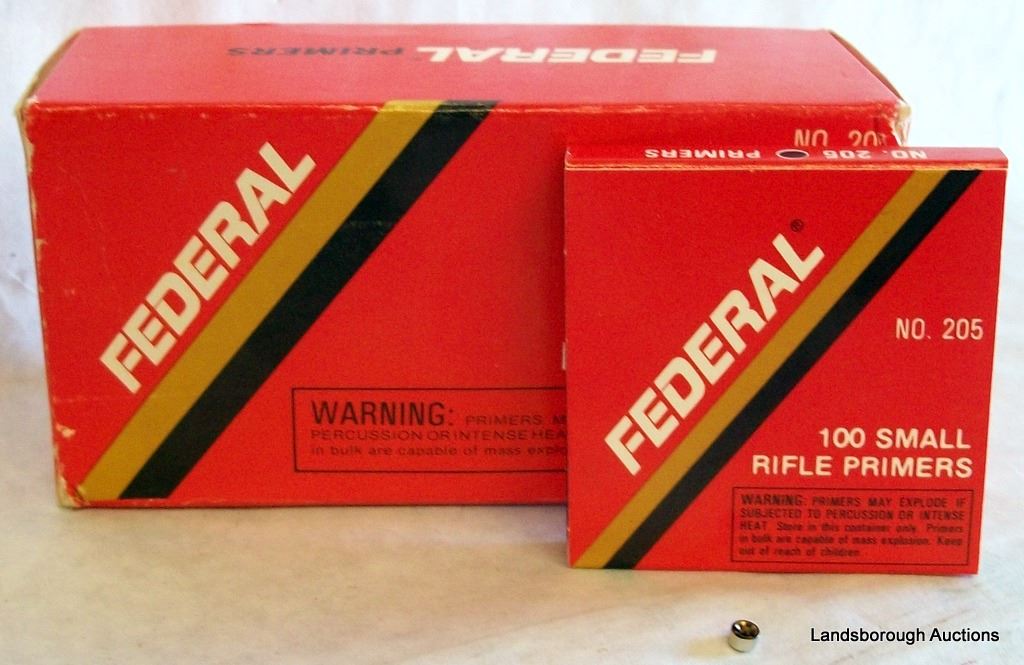 FEDERAL PRIMERS
NO. 20
FEDERAL
WARNING: PRIMERS M
PERCUSSION OR INTENSE HEA
in bulk are capable of mass explo
NO. 205 PRIMERS
FEDERAL®
NO. 205
100 SMALL
RIFLE PRIMERS
WARNING: PRIMERS MAY EXPLODE IF
SUBJECTED TO PERCUSSION OR INTENSE
HEAT. Store in this container only. Primers
in bulk are capable of mass explosion. Keep
out of reach of children.
Landsborough Auctions